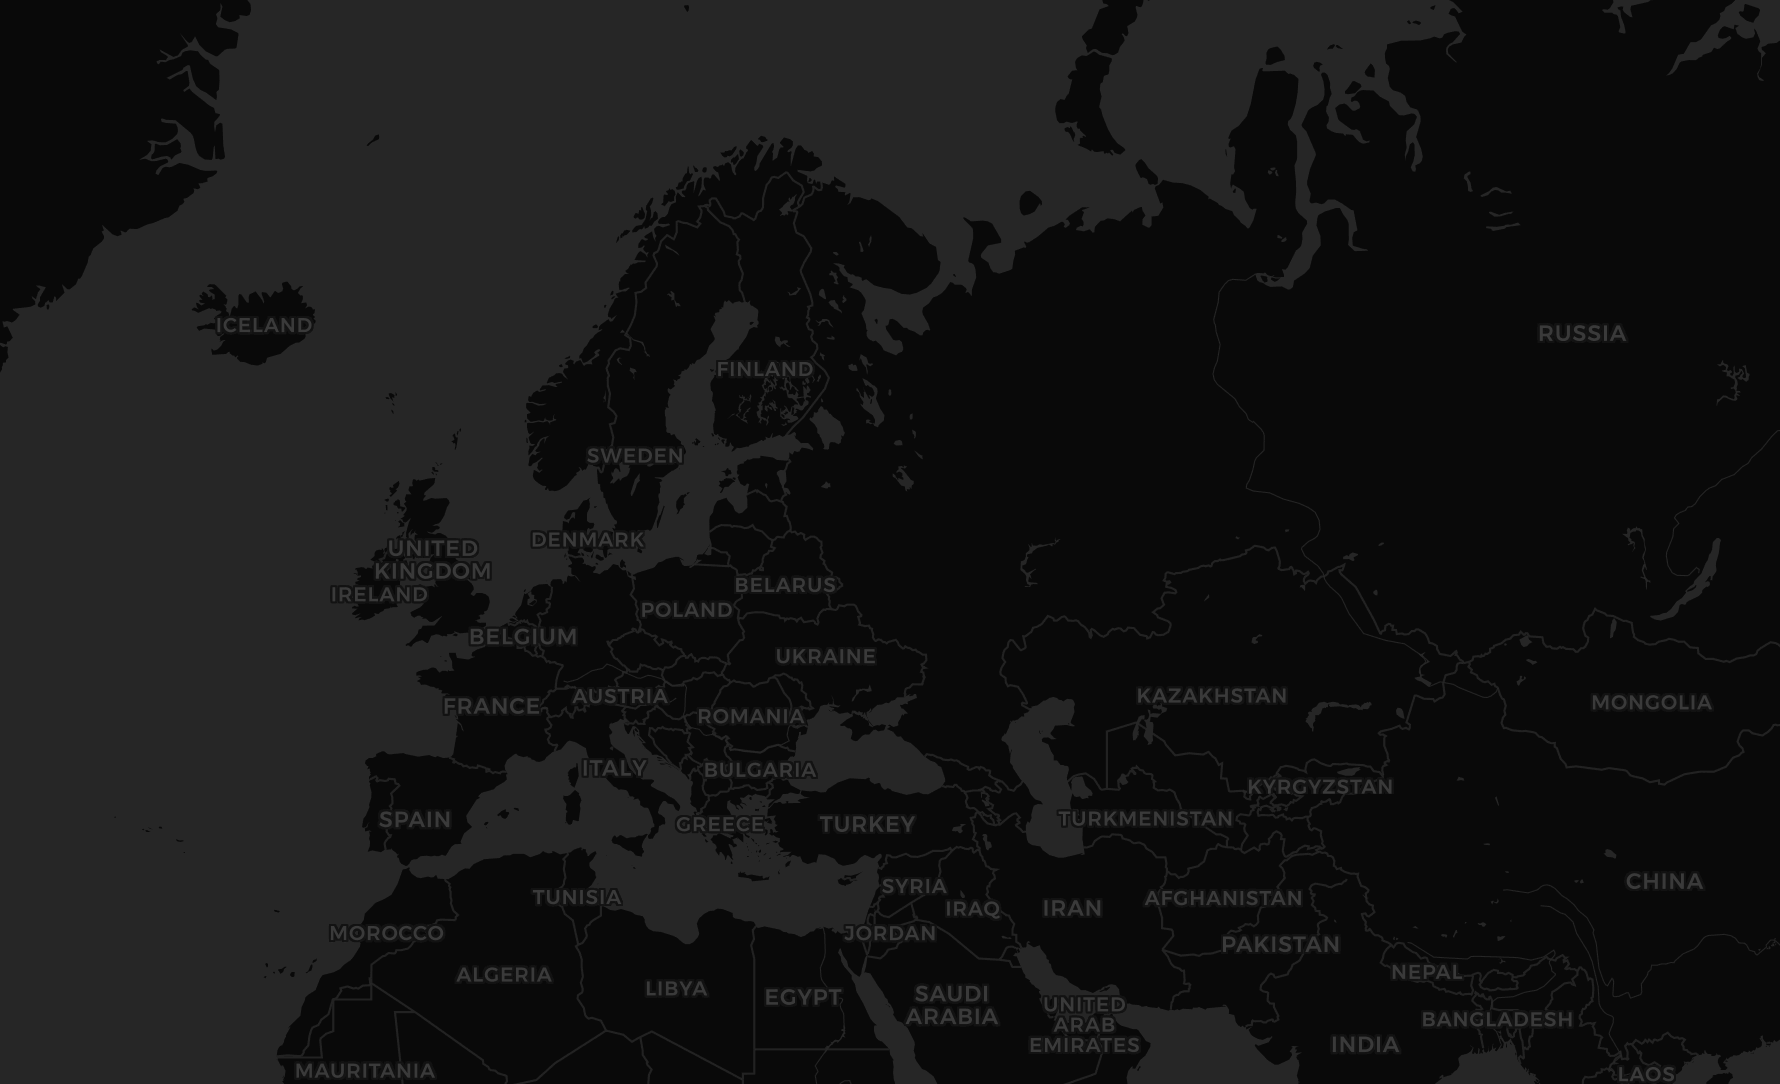 ICELAND
RUSSIA
FINLAND
SWEDEN
DENMARK
UNITED
KINGDOM
IRELAND
BELARUS
POLAND
BELGIUM
UKRAINE
AUSTRIA
KAZAKHSTAN
MONGOLIA
FRANCE
ROMANIA
ITALY
BULGARIA
KYRGYZSTAN
SPAIN
GREECE
TURKEY
TURKMENISTAN
CHINA
SYRIA
TUNISIA
AFGHANISTAN
IRAQ
IRAN
MOROCCO
JORDAN
PAKISTAN
NEPAL
ALGERIA
LIBYA
EGYPT
SAUDI
ARABIA
UNITED
ARAB
EMIRATES
BANGLADESH
INDIA
MAURITANIA
LAOS